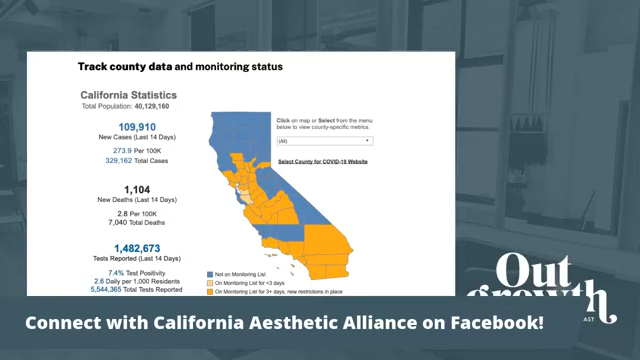 Track county data and monitoring status
California Statistics
Total Population: 40,129,160
109,910
New Cases (Last 14 Days)
273.9 Per 100K
329,162 Total Cases
1,104
New Deaths (Last 14 Days)
2.8 Per 100K
7,040 Total Deaths
1,482,673
Tests Reported (Last 14 Days)
7.4% Test Positivity
2.6 Daily per 1,000 Residents
5,544,365 Total Tests Reported
Click on map or Select from the menu
below to view county-specific metrics.
(All)
Select County for COVID-19 Website
Not on Monitoring List
On Monitoring List for <3 days
On Monitoring List for 3+ days, new restrictions in place
Out
growth
AST
Connect with California Aesthetic Alliance on Facebook!